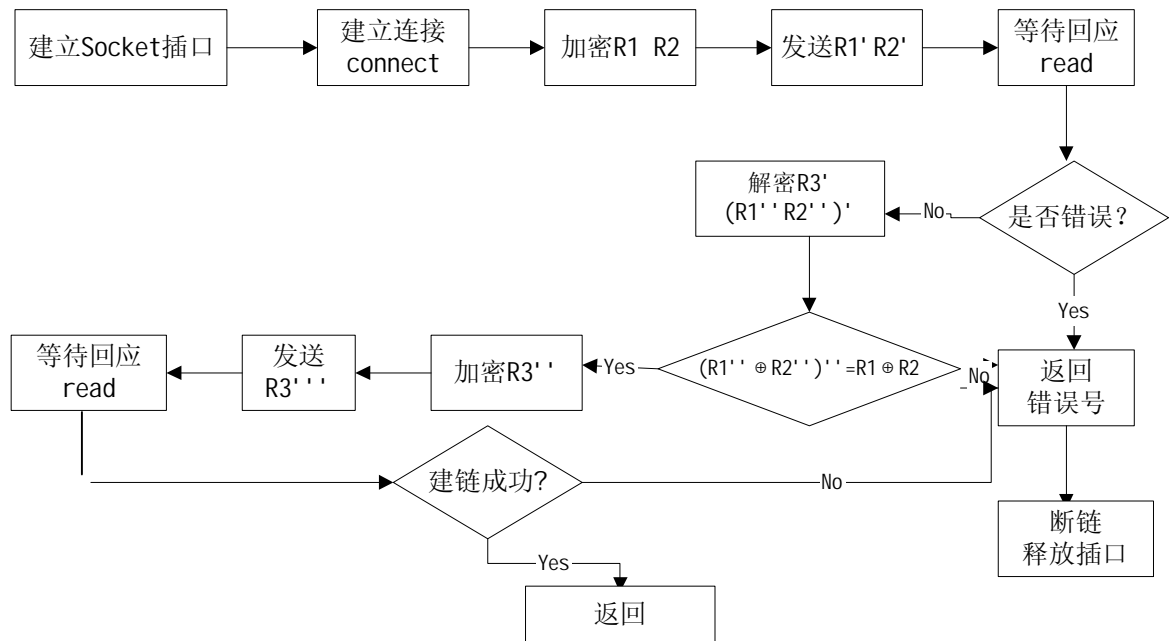 建立Socket插口
建立连接
connect
加密R1 R2
发送R1'R2'
等待回应
read
是否错误?
No
解密R3'
(R1''R2'')'
Yes
(R1''⊕R2'')''=R1⊕R2
No
返回
错误号
Yes
加密R3''
发送
R3'''
等待回应
read
建链成功?
No
断链
释放插口
Yes
返回